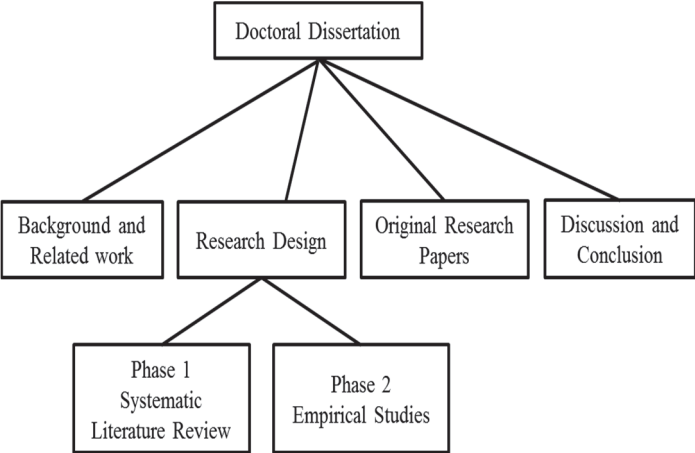 Doctoral Dissertation
Background and
Related work
Research Design
Original Research
Papers
Discussion and
Conclusion
Phase 1
Systematic
Literature Review
Phase 2
Empirical Studies